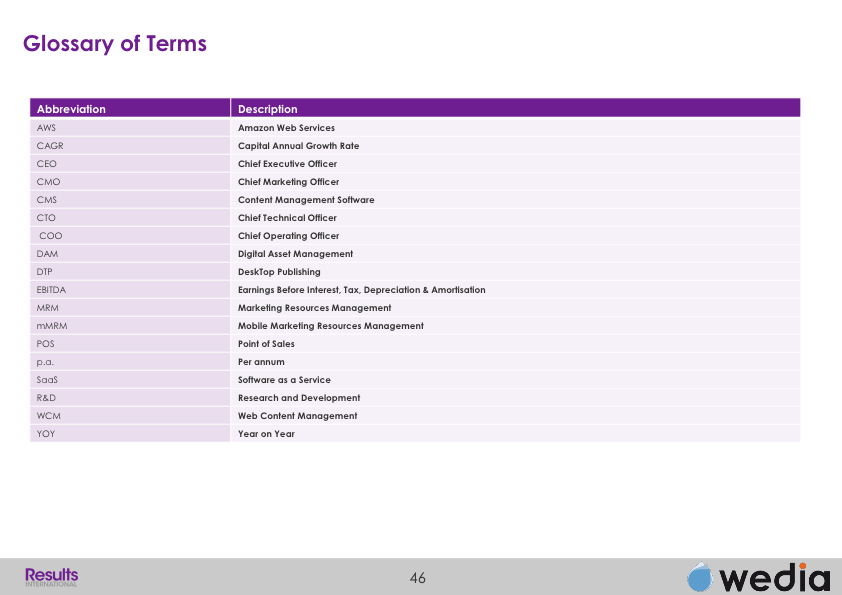 Glossary of Terms
Abbreviation Description
AWS Amazon Web Services
CAGR Capital Annual Growth Rate
CEO Chief Executive Officer
CMO Chief Marketing Officer
CMS Content Management Software
CTO Chief Technical Officer
COO Chief Operating Officer
DAM Digital Asset Management
DTP DeskTop Publishing
EBITDA Earnings Before Interest, Tax, Depreciation & Amortisation
MRM Marketing Resources Management
mMRM Mobile Marketing Resources Management
POS Point of Sales
p.a. Per annum
SaaS Software as a Service
R&D Research and Development
WCM Web Content Management
YOY Year on Year
Results
INTERNATIONAL
46
wedia